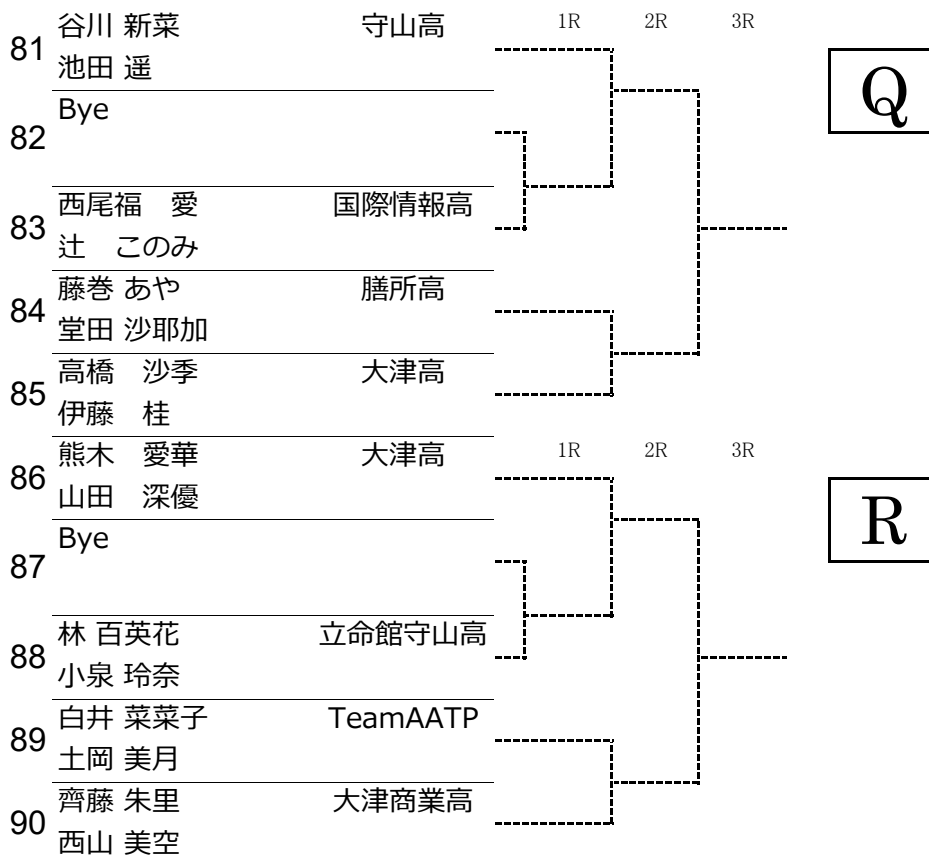 谷川 新菜 守山高 1R 2R 3R
81
池田 遥
Q
Bye
82
西尾福　愛 国際情報高
83
辻　このみ
藤巻 あや 膳所高
84
堂田 沙耶加
高橋　沙季 大津高
85
伊藤　桂
熊木　愛華 大津高 1R 2R 3R
86
山田　深優
R
Bye
87
林 百英花 立命館守山高
88
小泉 玲奈
白井 菜菜子 TeamAATP
89
土岡 美月
齊藤 朱里 大津商業高
90
西山 美空